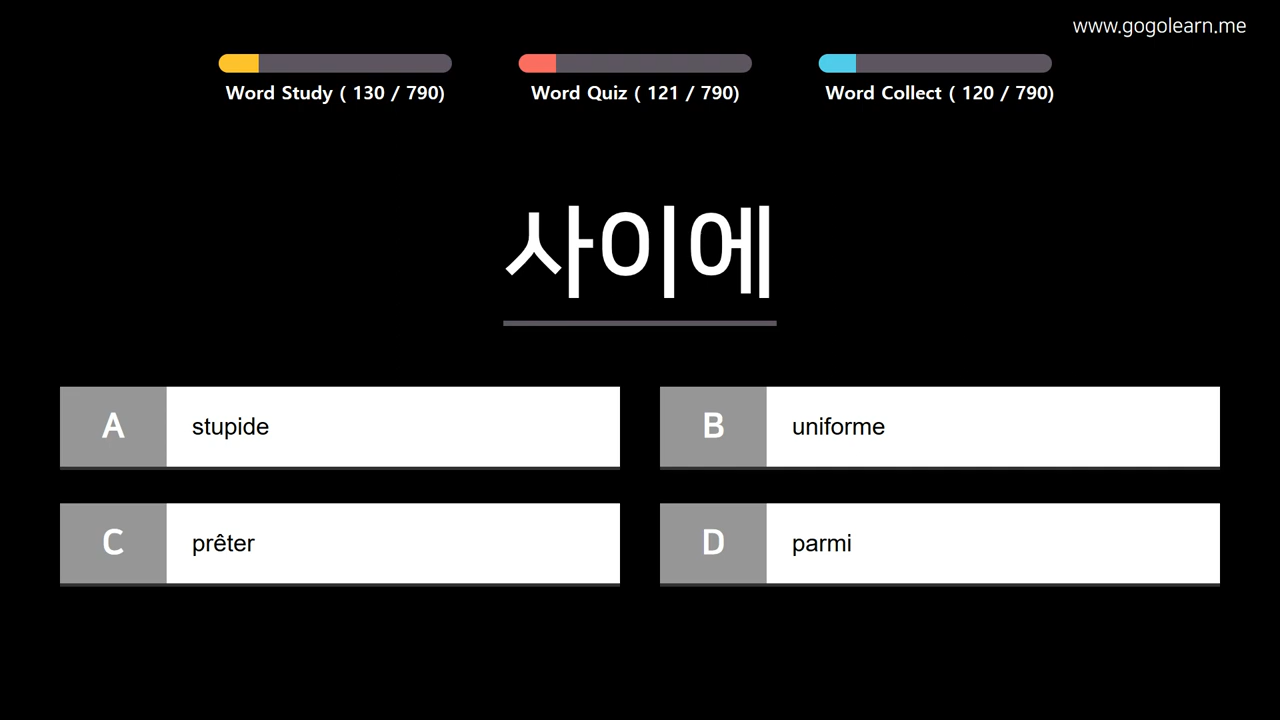 www.gogolearn.me
Word Study ( 130 / 790)
Word Quiz ( 121 / 790)
Word Collect ( 120 / 790)
사이에
A
stupide
B
uniforme
C
prêter
D
parmi